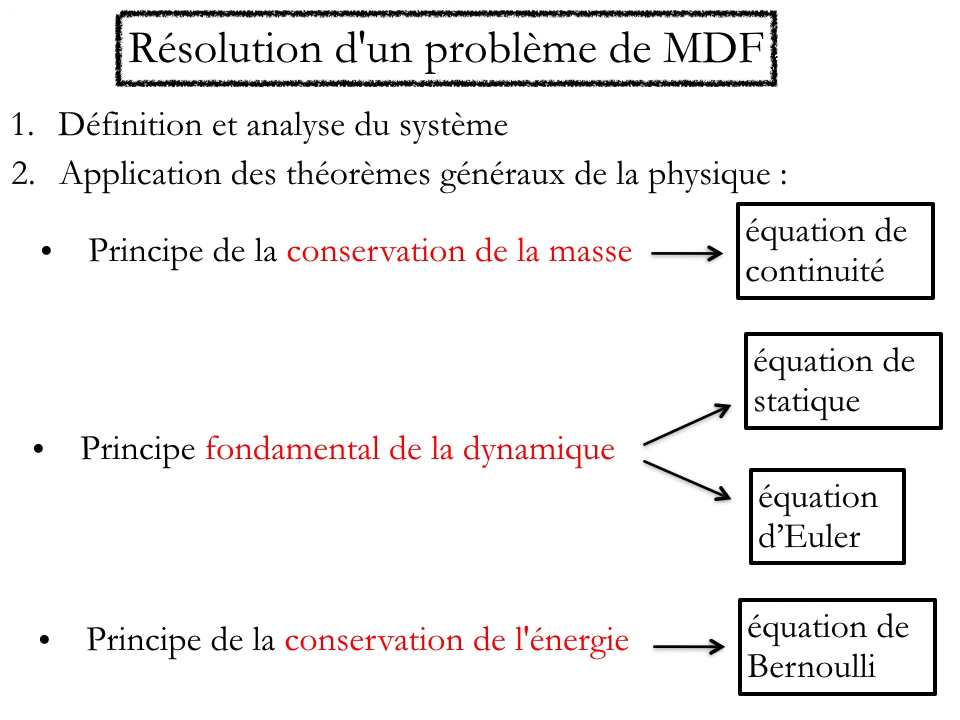 Résolution d'un problème de MDF
1. Définition et analyse du système
2. Application des théorèmes généraux de la physique :
• Principe de la conservation de la masse
équation de
continuité
équation de
statique
• Principe fondamental de la dynamique
équation
d’Euler
• Principe de la conservation de l'énergie
équation de
Bernoulli